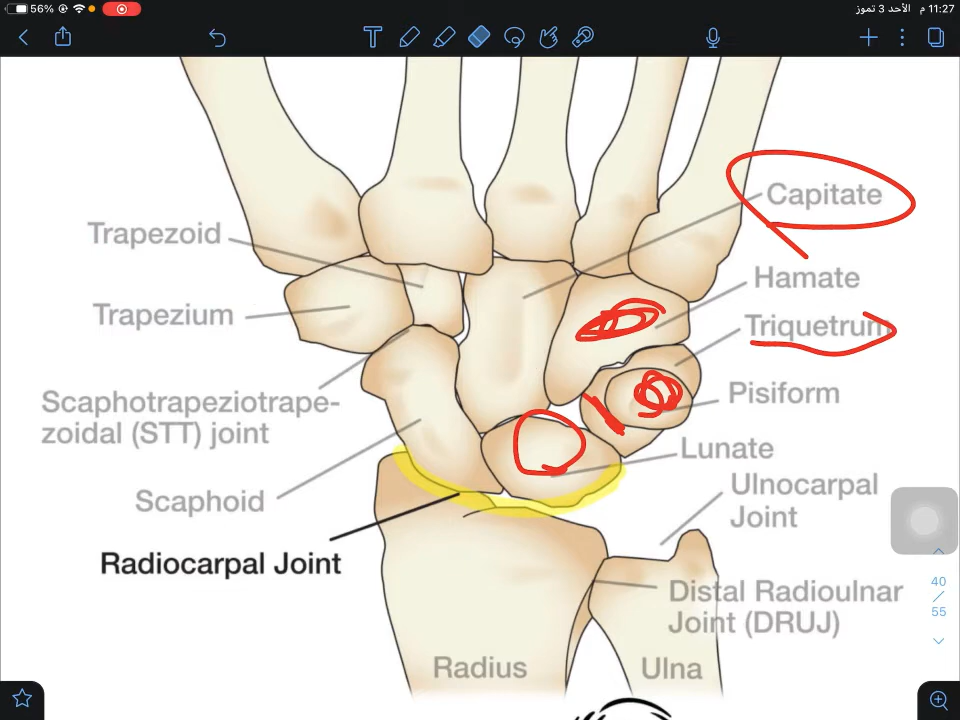 56%
الأحد 3 تموز 11:27 م
Capitate
Trapezoid
Hamate
Trapezium
Triquetrum
Scaphotrapeziotrape-
zoidal (STT) joint
Pisiform
Lunate
Scaphoid
Ulnocarpal
Joint
Radiocarpal Joint
Distal Radioulnar
Joint (DRUJ)
Radius
Ulna
40
/
55